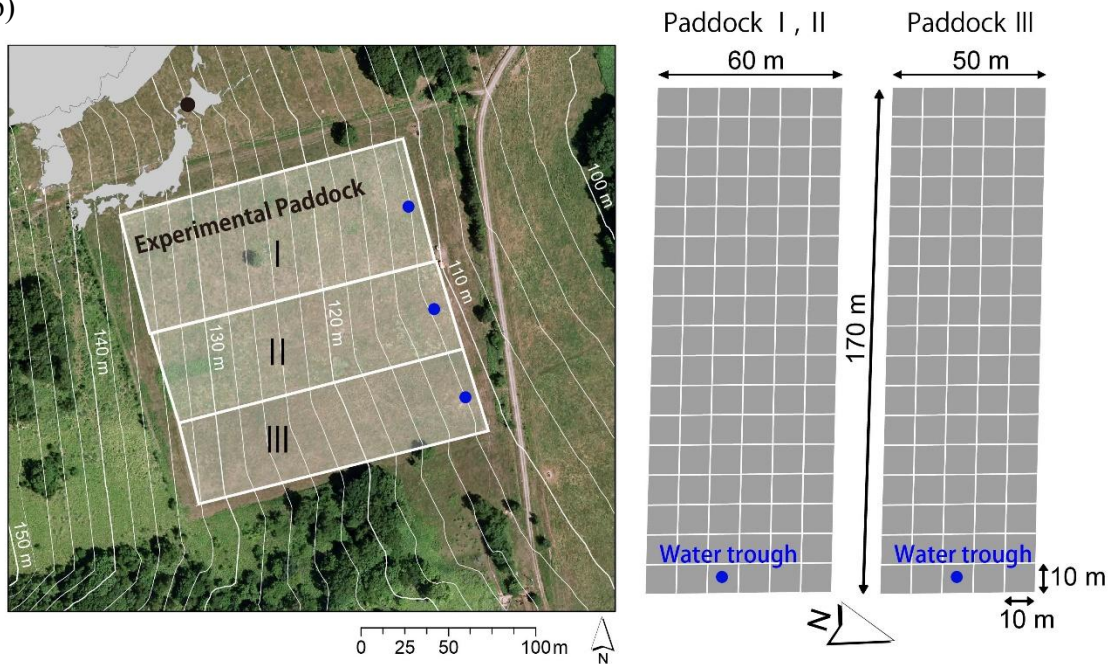 )
Experimental Paddock
I
II
III
100 m
110 m
120 m
130 m
140 m
150 m
0 25 50 100 m
N
Paddock I , II
60 m
Paddock III
50 m
170 m
Water trough
Water trough
10 m
10 m
N